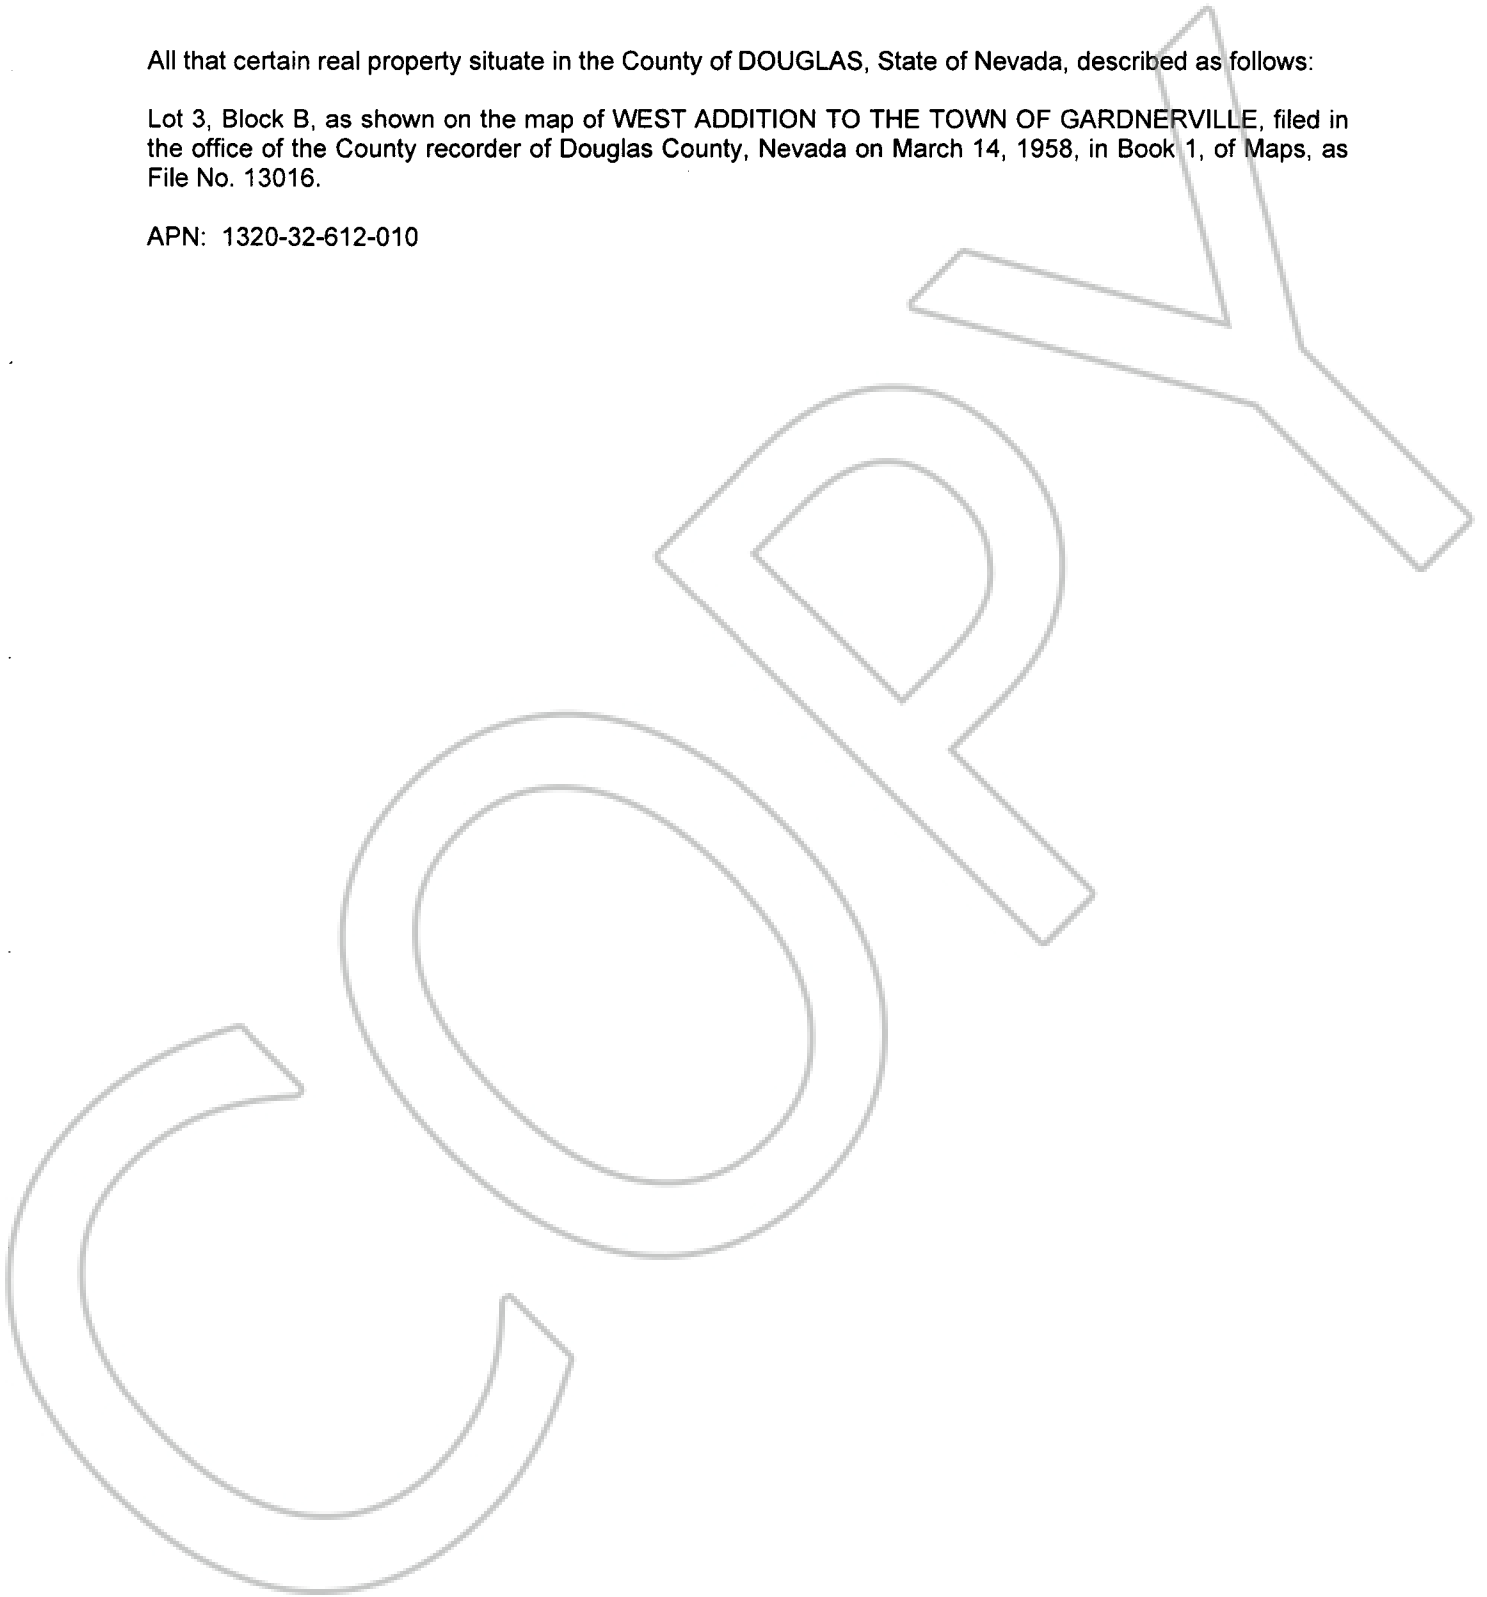 All that certain real property situate in the County of DOUGLAS, State of Nevada, described as follows:
Lot 3, Block B, as shown on the map of WEST ADDITION TO THE TOWN OF GARDNERVILLE, filed in
the office of the County recorder of Douglas County, Nevada on March 14, 1958, in Book 1, of Maps, as
File No. 13016.
APN: 1320-32-612-010
COPY